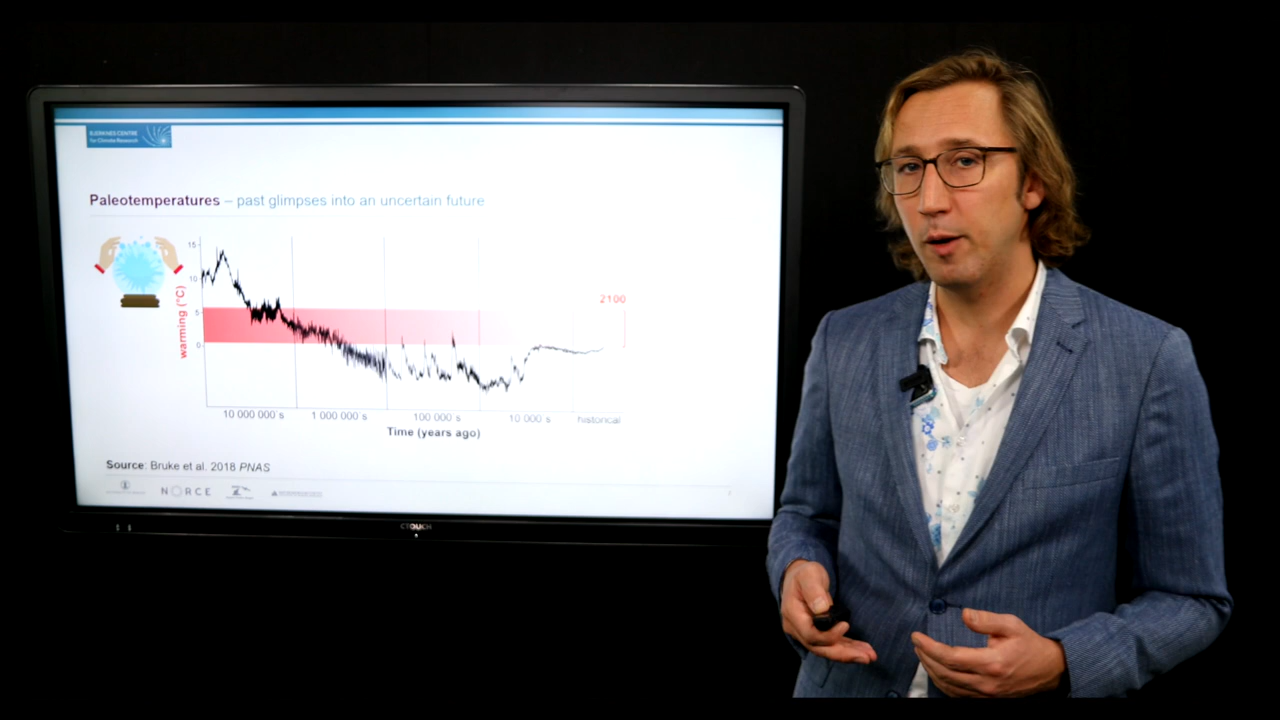 BJERKNES CENTRE
for Climate Research
Paleotemperatures – past glimpses into an uncertain future
15
10
5
0
warming (°C)
2100
10 000 000´s
1 000 000´s
100 000´s
10 000´s
historical
Time (years ago)
Source: Bruke et al. 2018 PNAS
NORCE
CTOUCH